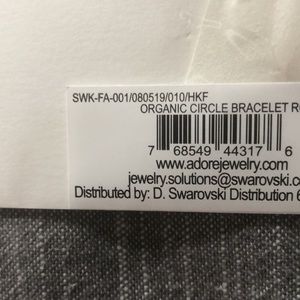 SWK-FA-001/080519/010/HKF
ORGANIC CIRCLE BRACELET
7 68549 44317 6
www.adorejewelry.com
jewelry.solutions@swarovski.co
Distributed by: D. Swarovski Distribution